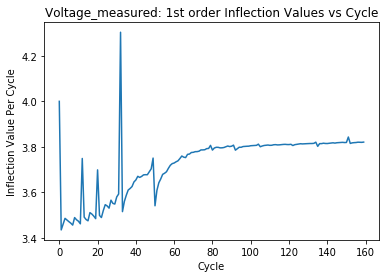 Voltage_measured: 1st order Inflection Values vs Cycle
Inflection Value Per Cycle
4.2
4.0
3.8
3.6
3.4
0 20 40 60 80 100 120 140 160
Cycle